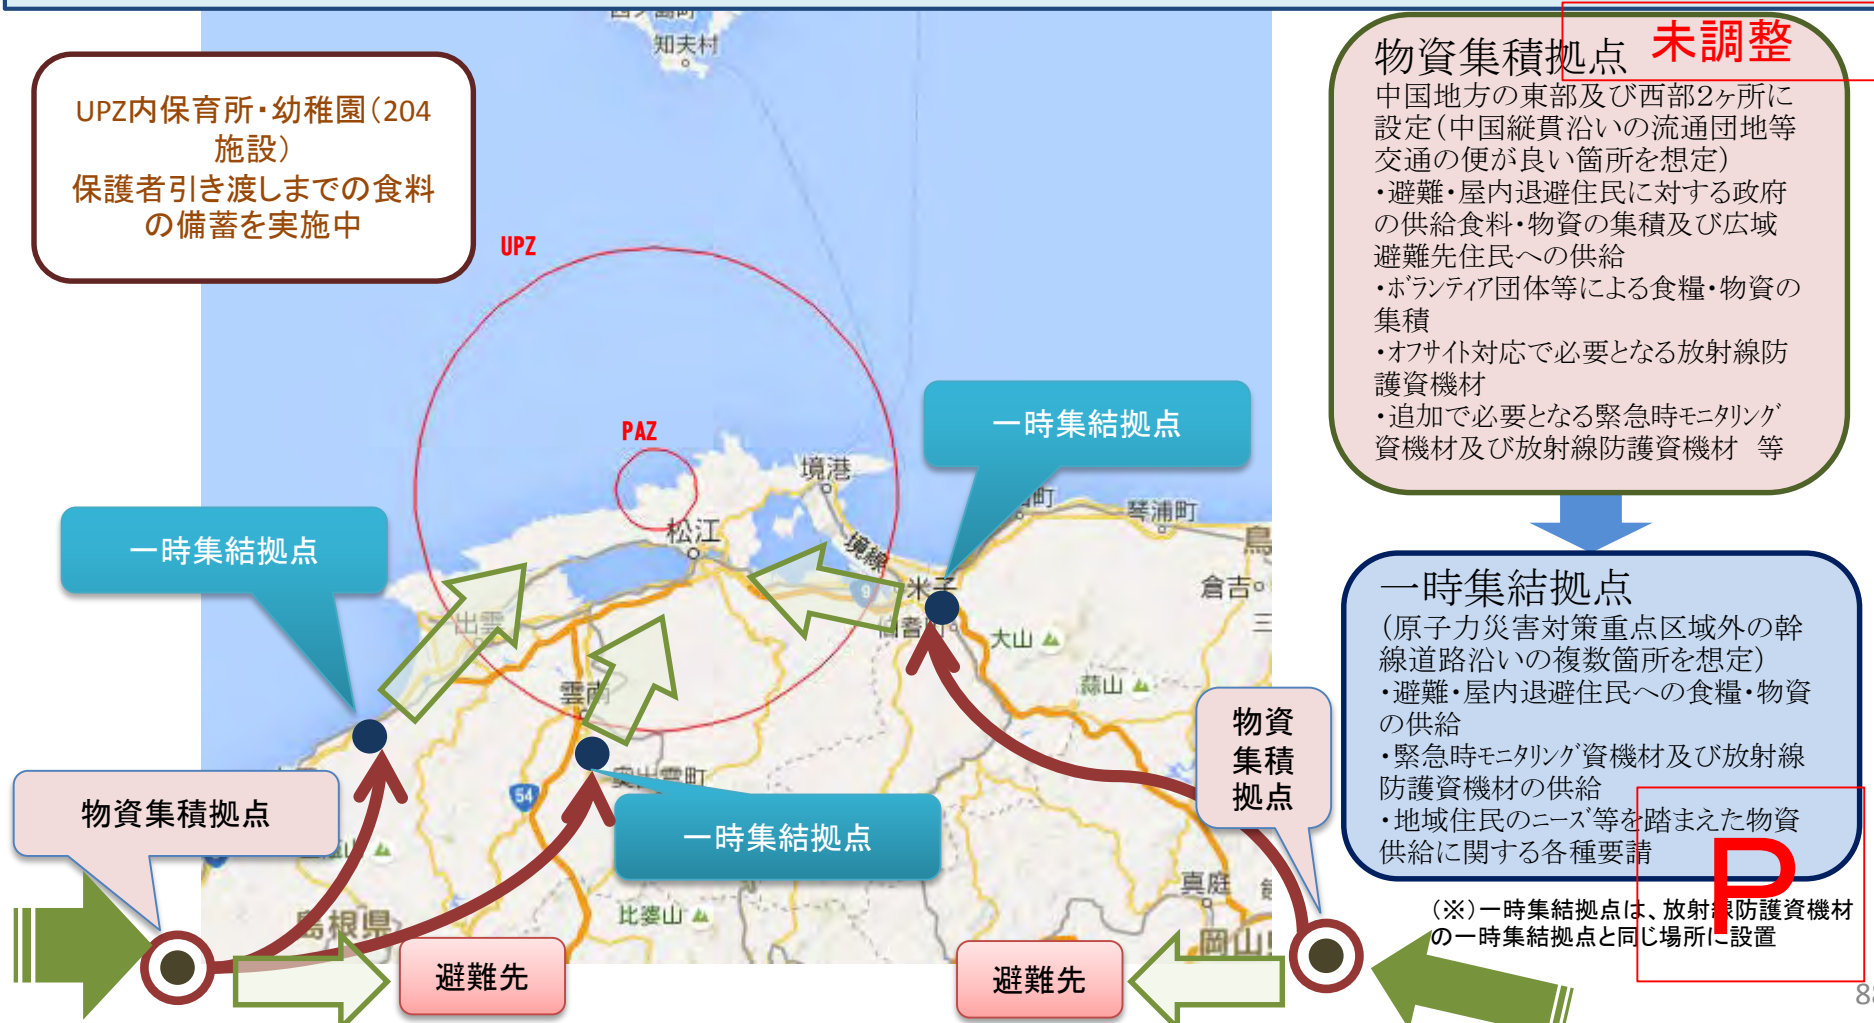 UPZ内保育所・幼稚園(204
施設)
保護者引き渡しまでの食料
の備蓄を実施中
知夫村
UPZ
PAZ
一時集結拠点
境港
琴浦町
松江
境線
一時集結拠点
9
米子
倉吉
出雲
大山
蒜山
雲南
奥出雲町
54
物資集積拠点
一時集結拠点
物資
集積
拠点
真庭
比婆山
島根県
岡山
避難先
避難先
未調整
物資集積拠点
中国地方の東部及び西部2ヶ所に
設定(中国縦貫沿いの流通団地等
交通の便が良い箇所を想定)
・避難・屋内退避住民に対する政府
の供給食料・物資の集積及び広域
避難先住民への供給
・ボランティア団体等による食糧・物資の
集積
・オフサイト対応で必要となる放射線防
護資機材
・追加で必要となる緊急時モニタリング
資機材及び放射線防護資機材 等
一時集結拠点
(原子力災害対策重点区域外の幹
線道路沿いの複数箇所を想定)
・避難・屋内退避住民への食糧・物資
の供給
・緊急時モニタリング資機材及び放射線
防護資機材の供給
・地域住民のニーズ等を踏まえた物資
供給に関する各種要請
P
(※)一時集結拠点は、放射線防護資機材
の一時集結拠点と同じ場所に設置